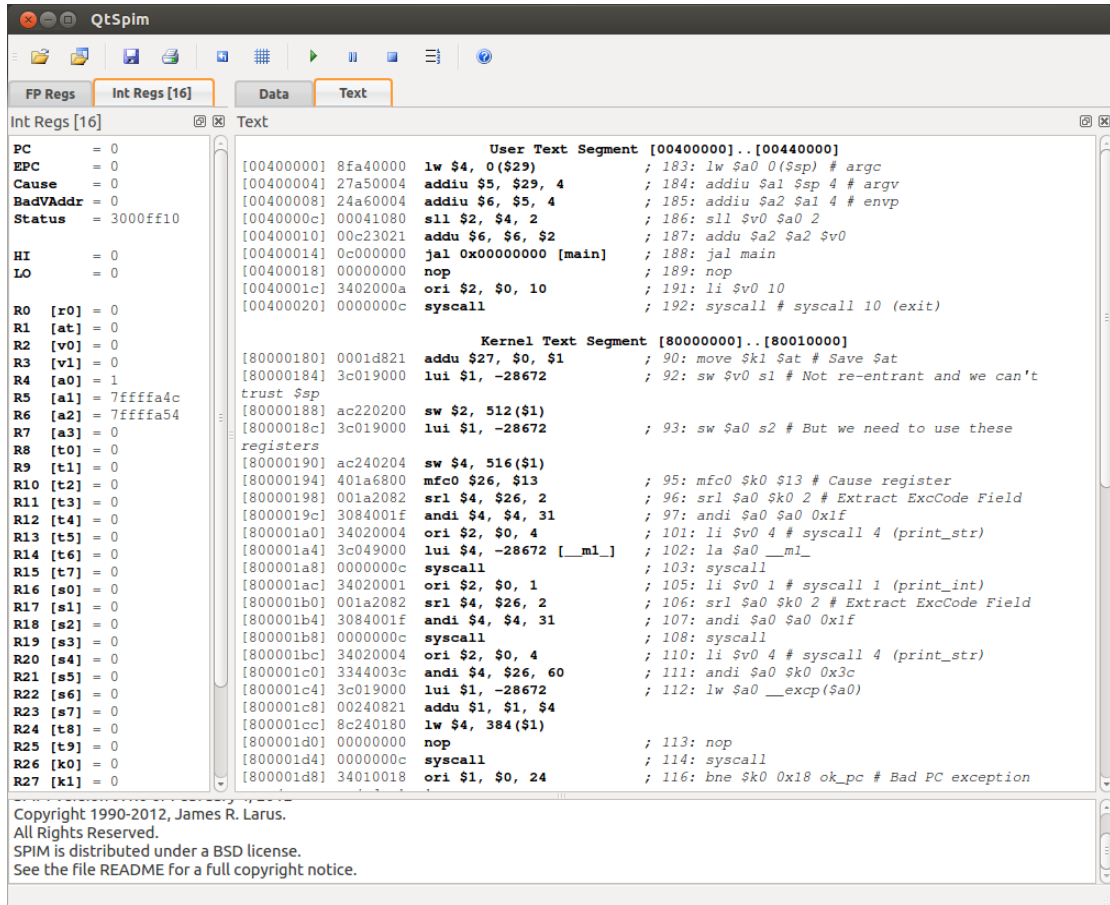 QtSpim
FP Regs
Int Regs [16]
Data
Text
Int Regs [16]
PC = 0
EPC = 0
Cause = 0
BadVAddr = 0
Status = 3000ff10
HI = 0
LO = 0
R0 [r0] = 0
R1 [at] = 0
R2 [v0] = 0
R3 [v1] = 0
R4 [a0] = 1
R5 [a1] = 7ffffa4c
R6 [a2] = 7ffffa54
R7 [a3] = 0
R8 [t0] = 0
R9 [t1] = 0
R10 [t2] = 0
R11 [t3] = 0
R12 [t4] = 0
R13 [t5] = 0
R14 [t6] = 0
R15 [t7] = 0
R16 [s0] = 0
R17 [s1] = 0
R18 [s2] = 0
R19 [s3] = 0
R20 [s4] = 0
R21 [s5] = 0
R22 [s6] = 0
R23 [s7] = 0
R24 [t8] = 0
R25 [t9] = 0
R26 [k0] = 0
R27 [k1] = 0
Text
User Text Segment [00400000]..[00440000]
[00400000] 8fa40000 lw $4, 0($29) ; 183: lw $a0 0($sp) # argc
[00400004] 27a50004 addiu $5, $29, 4 ; 184: addiu $a1 $sp 4 # argv
[00400008] 24a60004 addiu $6, $5, 4 ; 185: addiu $a2 $a1 4 # envp
[0040000c] 00041080 sll $2, $4, 2 ; 186: sll $v0 $a0 2
[00400010] 00c23021 addu $6, $6, $2 ; 187: addu $a2 $a2 $v0
[00400014] 0c000000 jal 0x00000000 [main] ; 188: jal main
[00400018] 00000000 nop ; 189: nop
[0040001c] 3402000a ori $2, $0, 10 ; 191: li $v0 10
[00400020] 0000000c syscall ; 192: syscall # syscall 10 (exit)
Kernel Text Segment [80000000]..[80010000]
[80000180] 0001d821 addu $27, $0, $1 ; 90: move $k1 $at # Save $at
[80000184] 3c019000 lui $1, -28672 ; 92: sw $v0 s1 # Not re-entrant and we can't
trust $sp
[80000188] ac220200 sw $2, 512($1)
[8000018c] 3c019000 lui $1, -28672 ; 93: sw $a0 s2 # But we need to use these
registers
[80000190] ac240204 sw $4, 516($1)
[80000194] 401a6800 mfc0 $26, $13 ; 95: mfc0 $k0 $13 # Cause register
[80000198] 001a2082 srl $4, $26, 2 ; 96: srl $a0 $k0 2 # Extract ExcCode Field
[8000019c] 3084001f andi $4, $4, 31 ; 97: andi $a0 $a0 0x1f
[800001a0] 34020004 ori $2, $0, 4 ; 101: li $v0 4 # syscall 4 (print_str)
[800001a4] 3c049000 lui $4, -28672 [__m1_] ; 102: la $a0 __m1_
[800001a8] 0000000c syscall ; 103: syscall
[800001ac] 34020001 ori $2, $0, 1 ; 105: li $v0 1 # syscall 1 (print_int)
[800001b0] 001a2082 srl $4, $26, 2 ; 106: srl $a0 $k0 2 # Extract ExcCode Field
[800001b4] 3084001f andi $4, $4, 31 ; 107: andi $a0 $a0 0x1f
[800001b8] 0000000c syscall ; 108: syscall
[800001bc] 34020004 ori $2, $0, 4 ; 110: li $v0 4 # syscall 4 (print_str)
[800001c0] 3344003c andi $4, $26, 60 ; 111: andi $a0 $k0 0x3c
[800001c4] 3c019000 lui $1, -28672 ; 112: lw $a0 __excp($a0)
[800001c8] 00240821 addu $1, $1, $4
[800001cc] 8c240180 lw $4, 384($1)
[800001d0] 00000000 nop ; 113: nop
[800001d4] 0000000c syscall ; 114: syscall
[800001d8] 34010018 ori $1, $0, 24 ; 116: bne $k0 0x18 ok_pc # Bad PC exception
Copyright 1990-2012, James R. Larus.
All Rights Reserved.
SPIM is distributed under a BSD license.
See the file README for a full copyright notice.